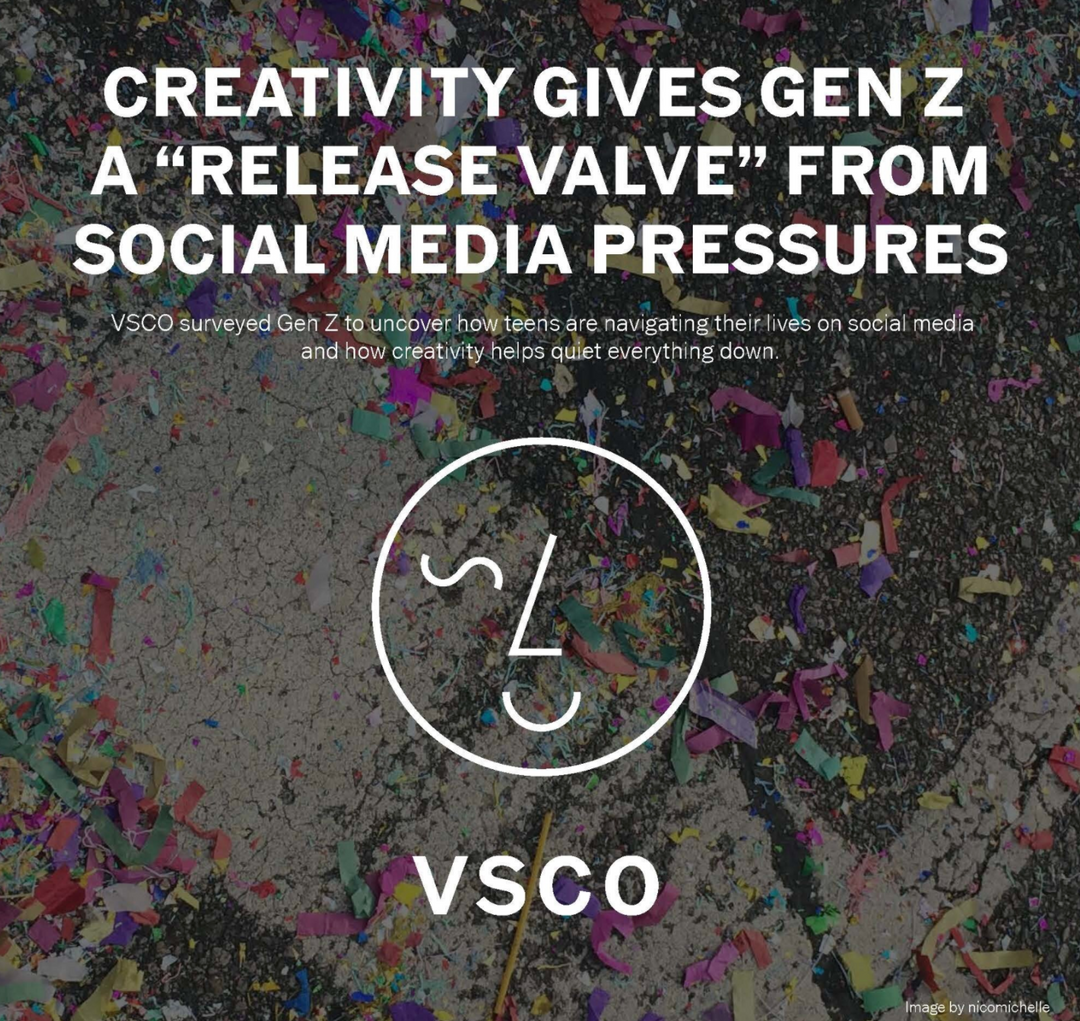 CREATIVITY GIVES GEN Z
A “RELEASE VALVE” FROM
SOCIAL MEDIA PRESSURES
VSCO surveyed Gen Z to uncover how teens are navigating their lives on social media
and how creativity helps quiet everything down.
VSCO
Image by nicomichelle